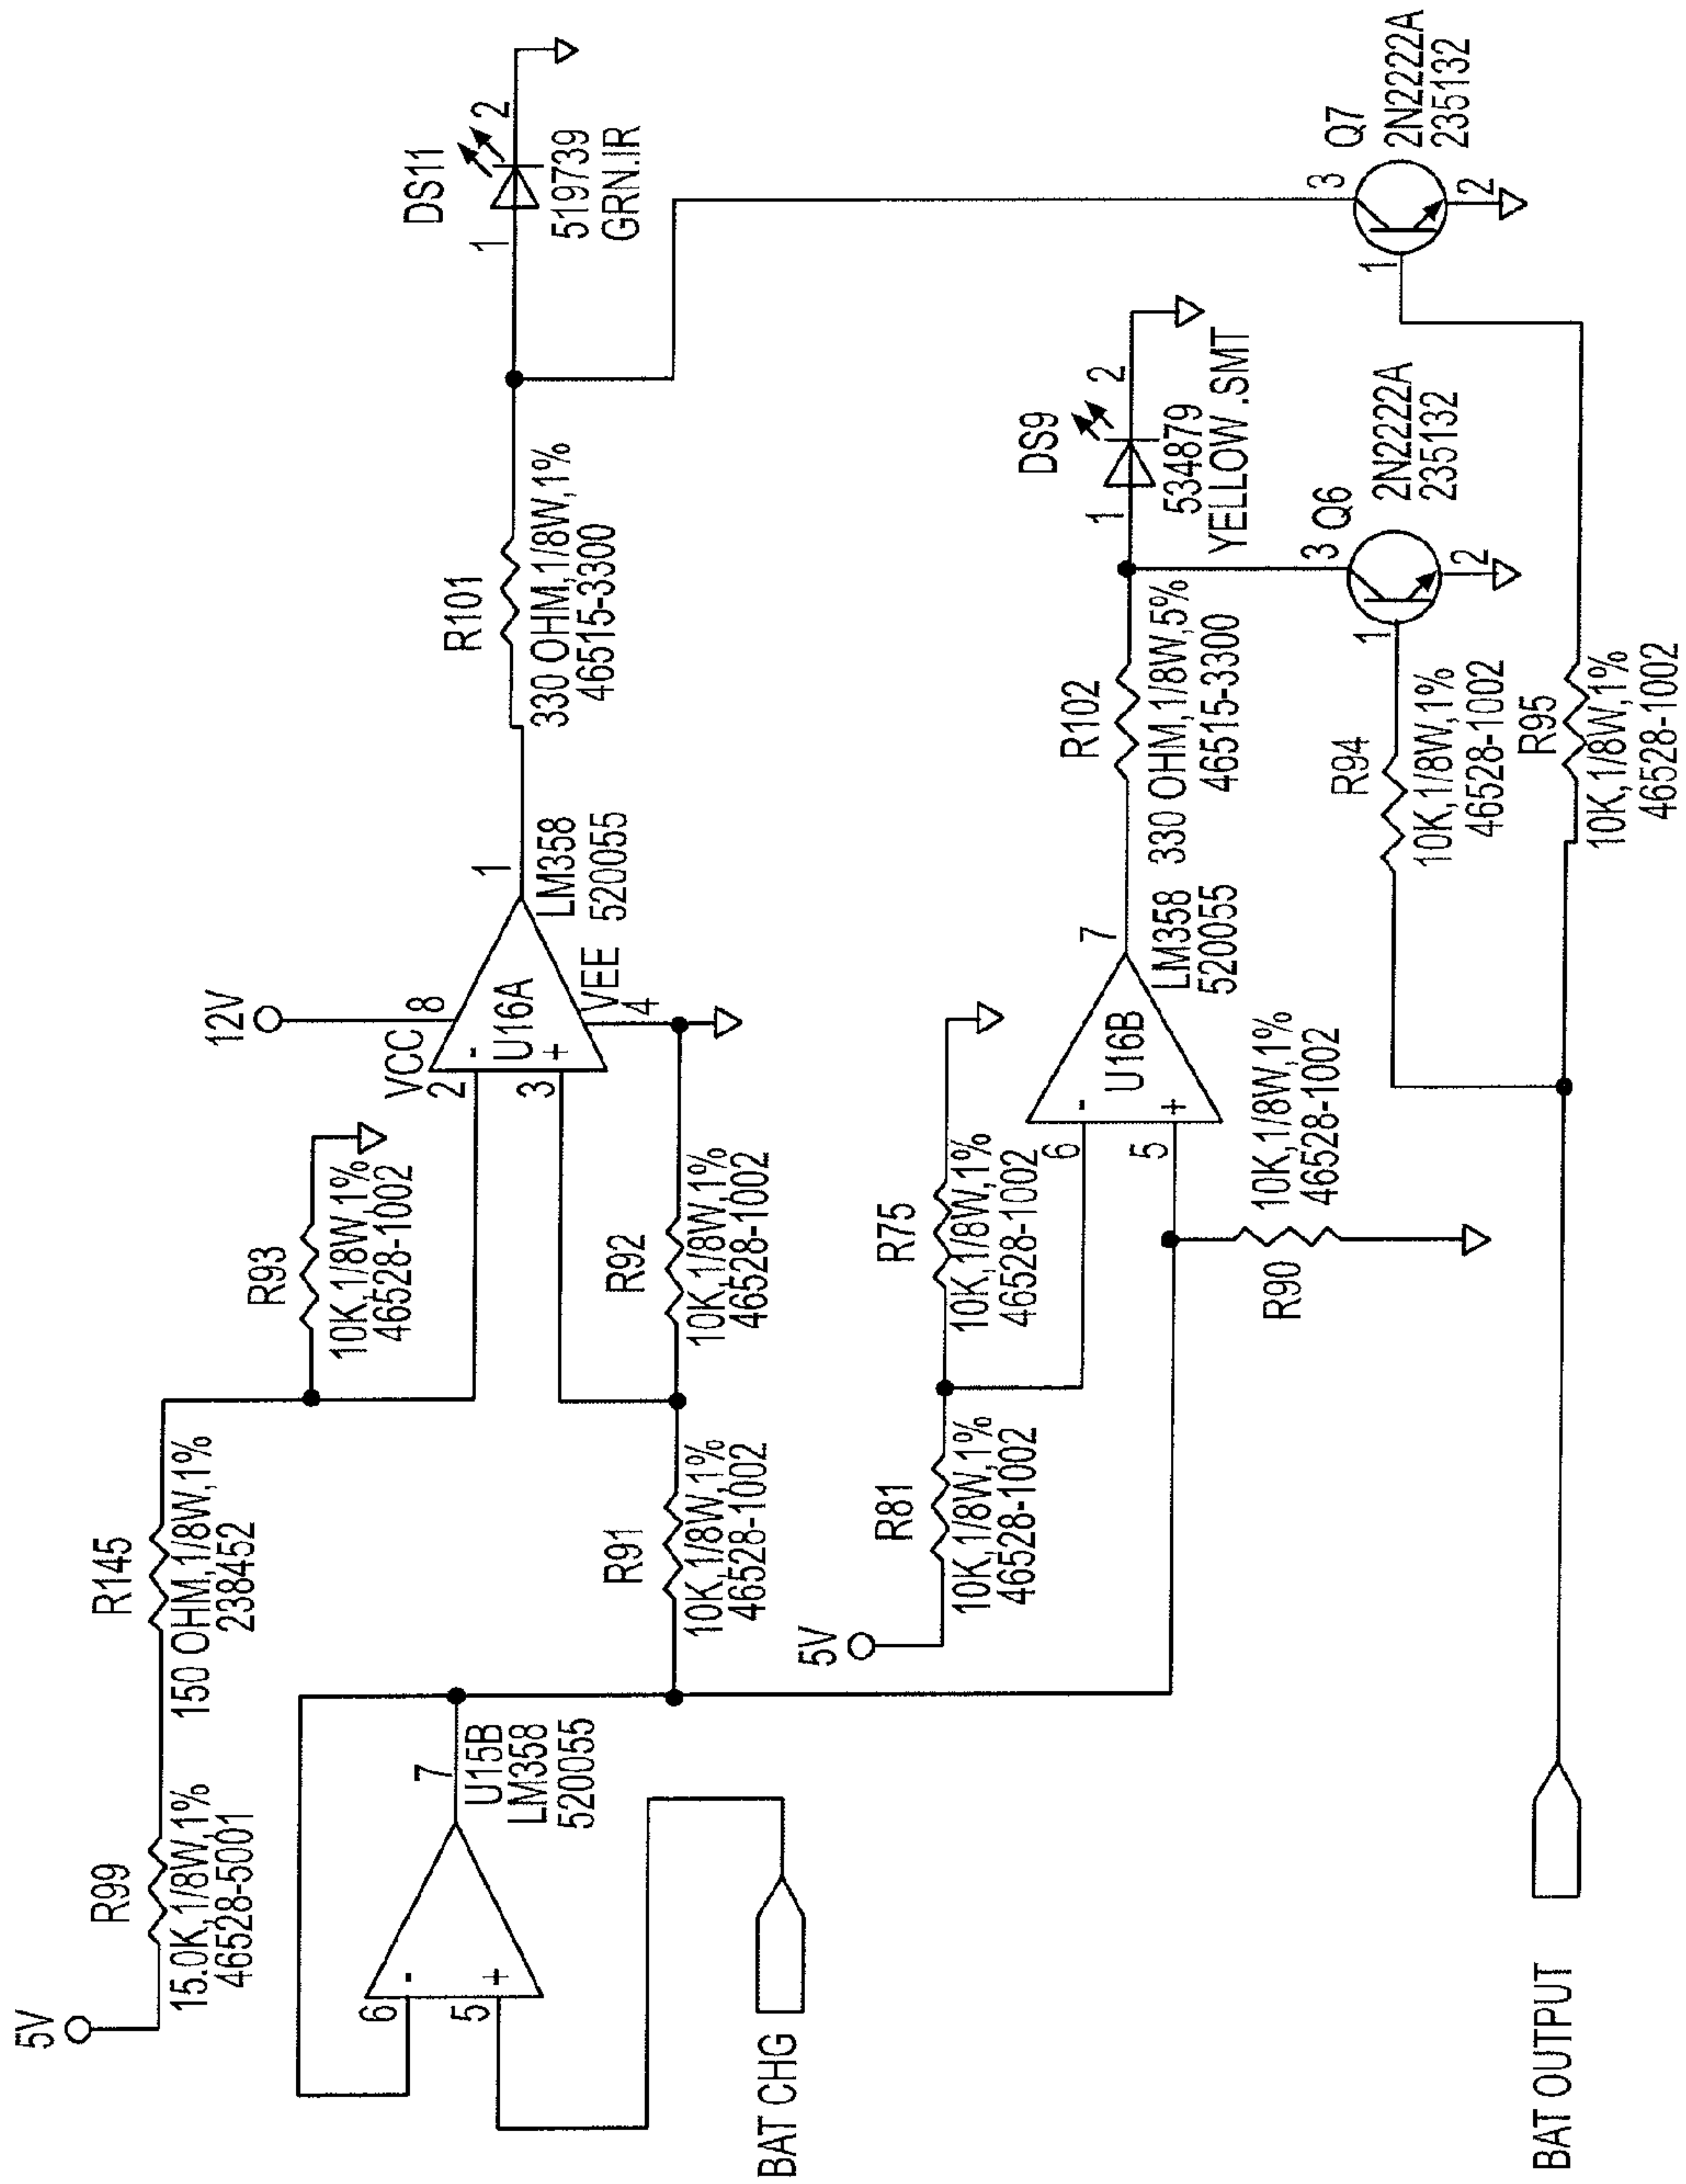 5V
R99
15.0K,1/8W,1%
46528-5001
R145
150 OHM,1/8W,1%
238452
R93
10K,1/8W,1%
46528-1002
12V
VCC
8
2
3
-
+
U16A
VEE
4
1
LM358
520055
R101
330 OHM,1/8W,1%
46515-3300
DS11
1
2
519739
GRN.IR
6
5
-
+
7
U15B
LM358
520055
BAT CHG
R91
10K,1/8W,1%
46528-1002
R92
10K,1/8W,1%
46528-1002
5V
R81
10K,1/8W,1%
46528-1002
R75
10K,1/8W,1%
46528-1002
6
5
-
+
U16B
7
LM358
520055
R90
10K,1/8W,1%
46528-1002
R102
330 OHM,1/8W,5%
46515-3300
DS9
1
2
534879
YELLOW .SMT
3
Q6
2N2222A
235132
1
2
R94
10K,1/8W,1%
46528-1002
R95
10K,1/8W,1%
46528-1002
3
Q7
2N2222A
235132
1
2
BAT OUTPUT